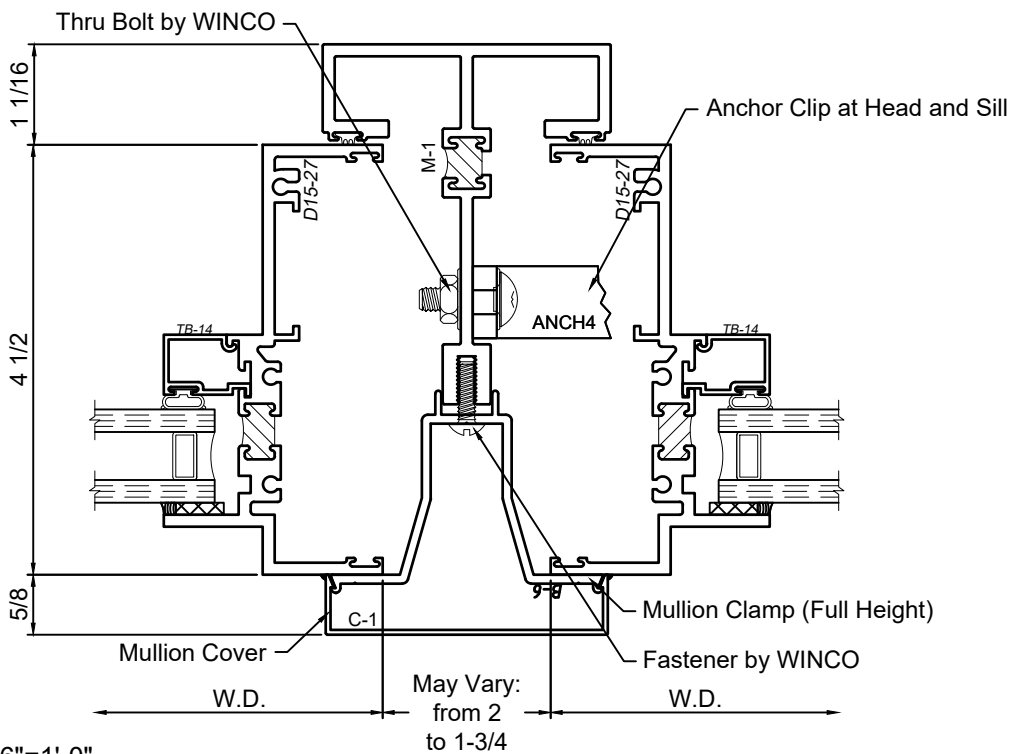 Thru Bolt by WINCO
1 1/16
Anchor Clip at Head and Sill
M-1
D15-27
D15-27
4 1/2
ANCH4
TB-14
TB-14
5/8
B-6
C-1
Mullion Clamp (Full Height)
Mullion Cover
Fastener by WINCO
W.D.
May Vary:
from 2
to 1-3/4
W.D.
6"=1'-0"